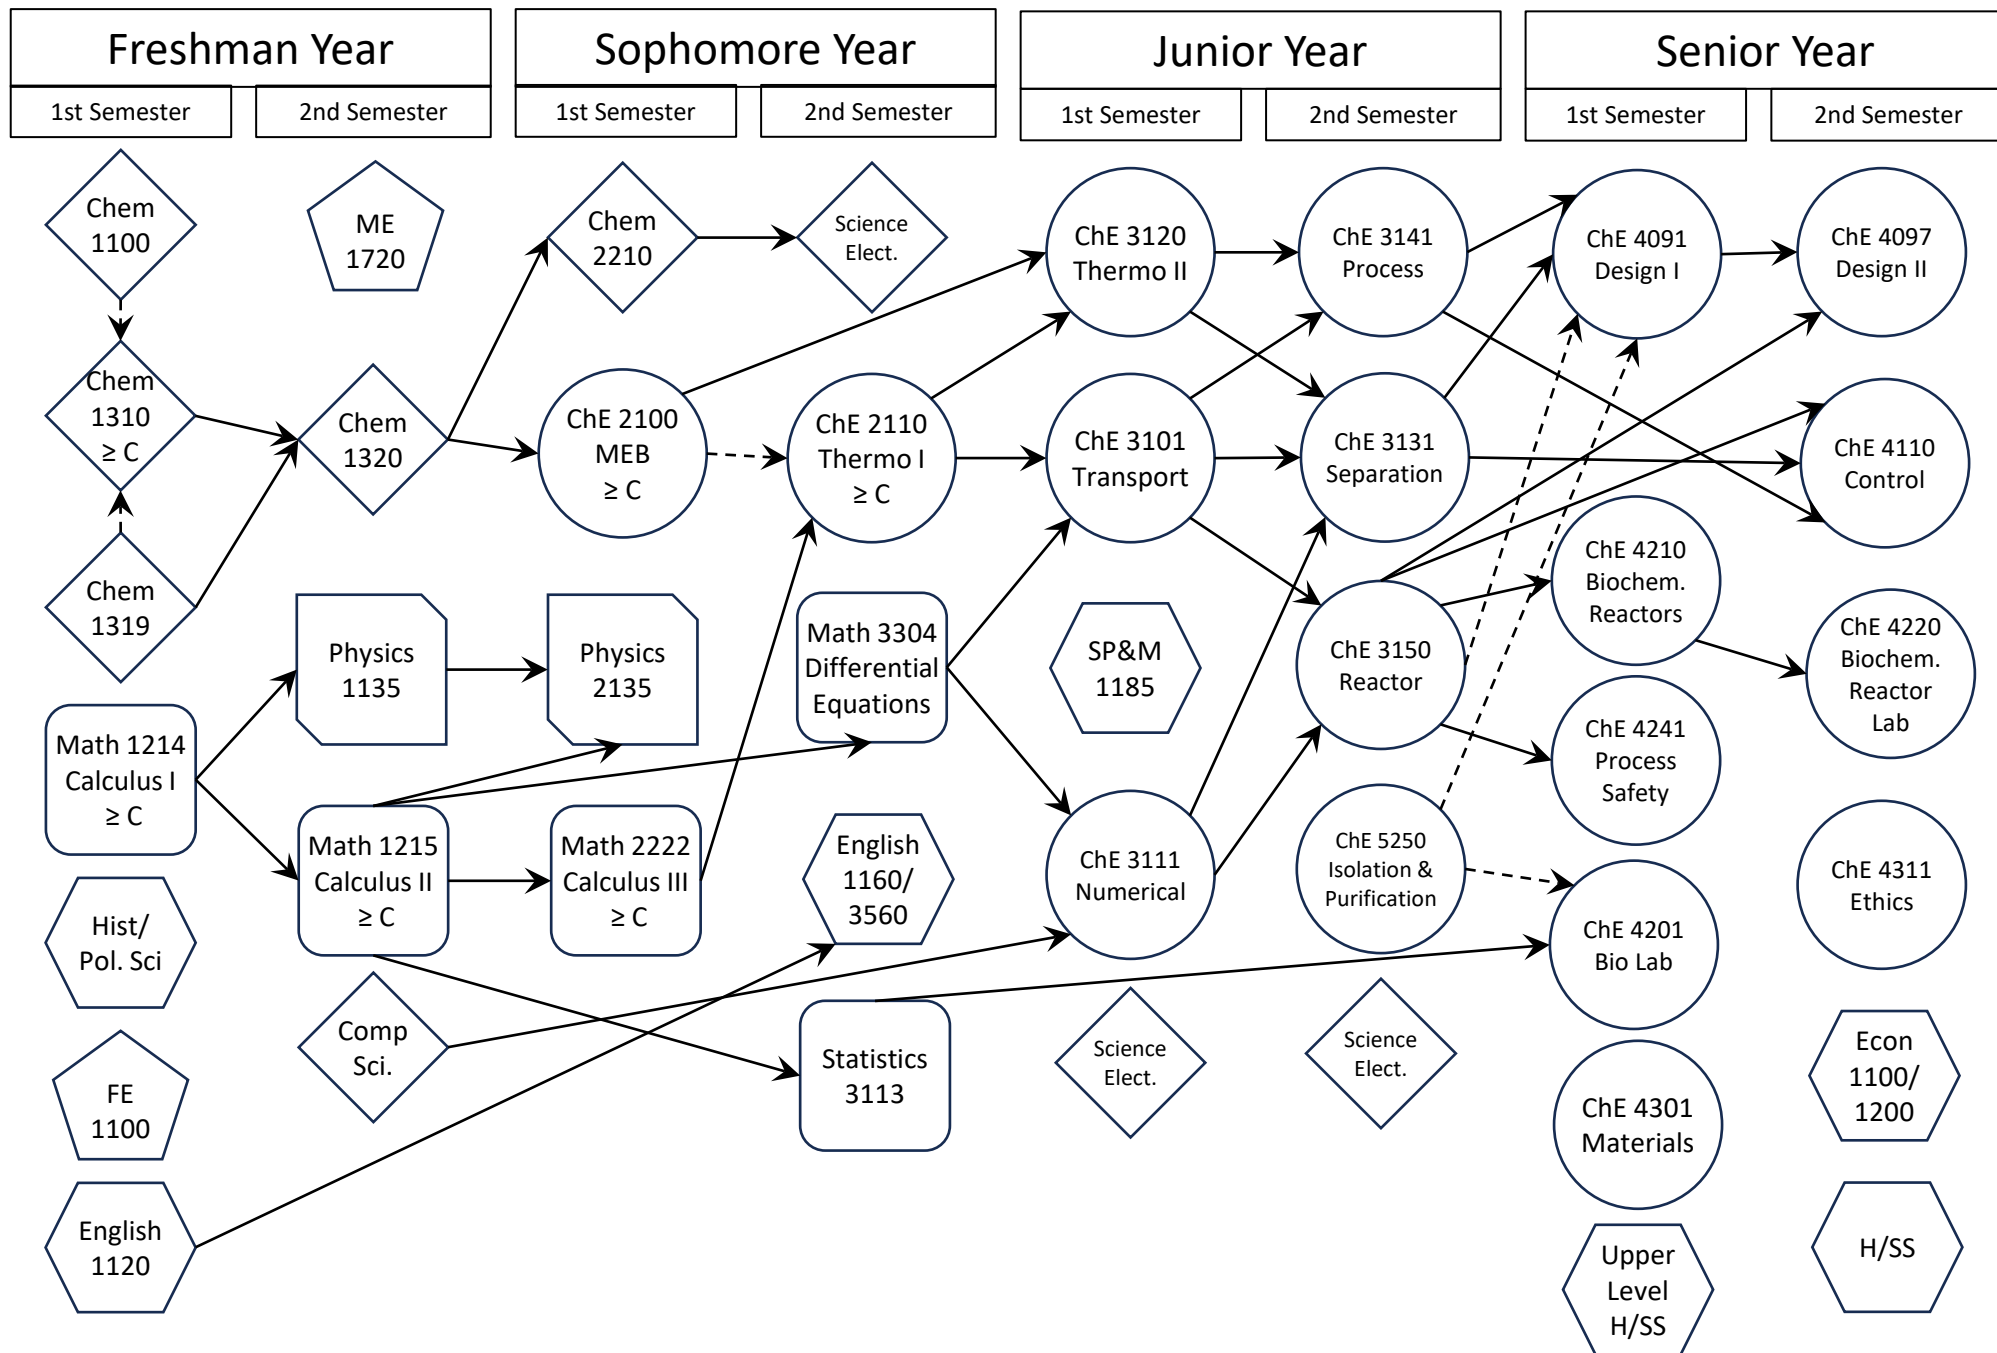 Freshman Year
Sophomore Year
Junior Year
Senior Year
1st Semester
2nd Semester
1st Semester
2nd Semester
1st Semester
2nd Semester
1st Semester
2nd Semester
Chem
1100
Chem
1310
≥ C
Chem
1319
Math 1214
Calculus I
≥ C
Hist/
Pol. Sci
FE
1100
English
1120
ME
1720
Chem
1320
Physics
1135
Math 1215
Calculus II
≥ C
Comp
Sci.
Chem
2210
ChE 2100
MEB
≥ C
Physics
2135
Math 2222
Calculus III
≥ C
Science
Elect.
ChE 2110
Thermo I
≥ C
Math 3304
Differential
Equations
English
1160/
3560
Statistics
3113
ChE 3120
Thermo II
ChE 3101
Transport
SP&M
1185
ChE 3111
Numerical
Science
Elect.
ChE 3141
Process
ChE 3131
Separation
ChE 3150
Reactor
ChE 5250
Isolation &
Purification
Science
Elect.
ChE 4091
Design I
ChE 4210
Biochem.
Reactors
ChE 4241
Process
Safety
ChE 4201
Bio Lab
ChE 4301
Materials
Upper
Level
H/SS
ChE 4097
Design II
ChE 4110
Control
ChE 4220
Biochem.
Reactor
Lab
ChE 4311
Ethics
Econ
1100/
1200
H/SS